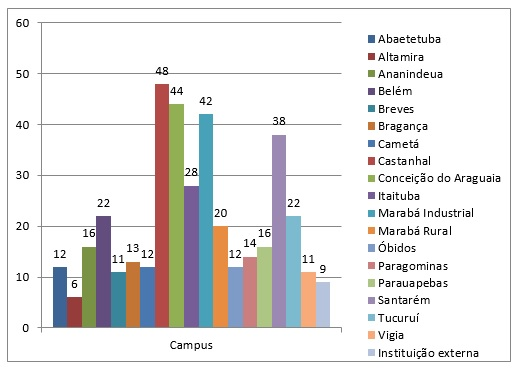 60
50
40
30
20
10
0
12
6
16
22
11
13
12
48
44
28
42
20
12
14
16
38
22
11
9
Campus
Abaetetuba
Altamira
Ananindeua
Belém
Breves
Bragança
Cametá
Castanhal
Conceição do Araguaia
Itaituba
Marabá Industrial
Marabá Rural
Óbidos
Paragominas
Parauapebas
Santarém
Tucuruí
Vigia
Instituição externa